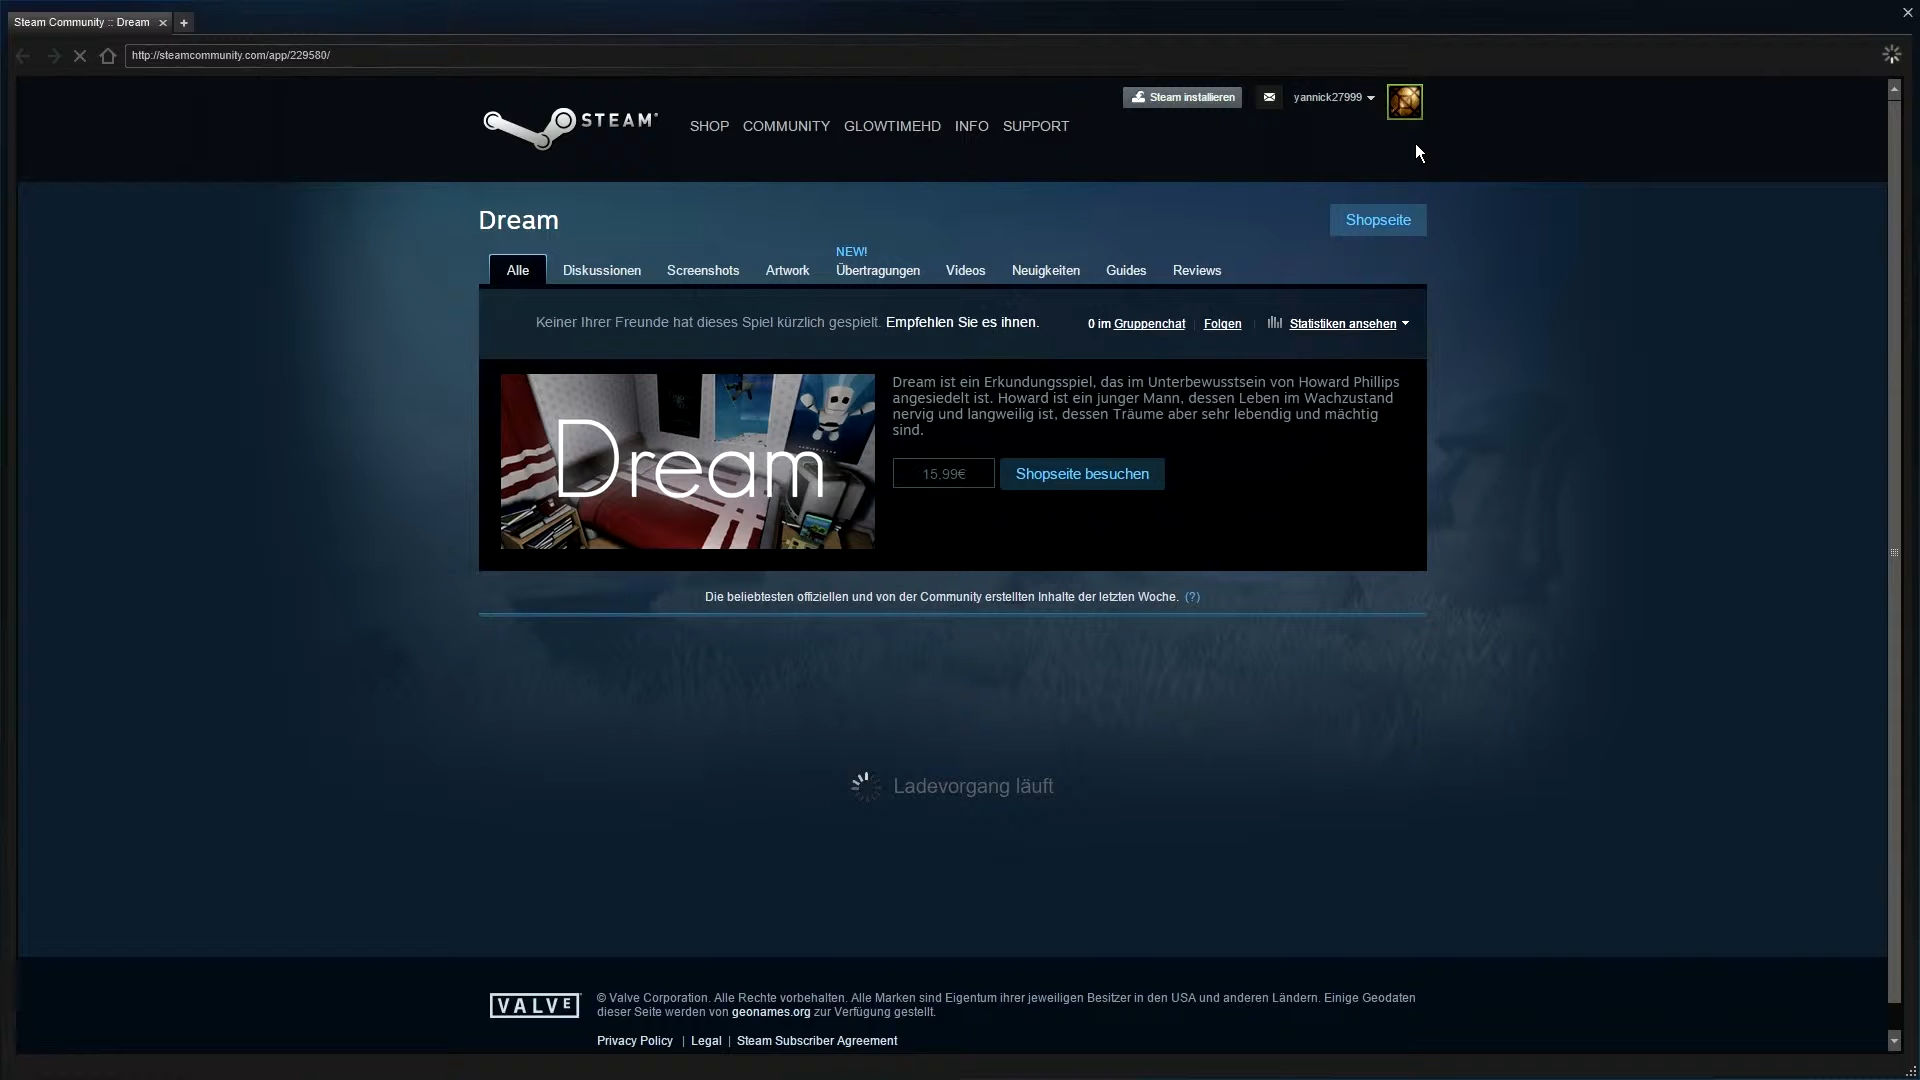 Steam Community :: Dream
http://steamcommunity.com/app/229580/
Steam installieren
yannick27999
STEAM
SHOP COMMUNITY GLOWTIMEHD INFO SUPPORT
Dream
Shopseite
NEW!
Alle Diskussionen Screenshots Artwork Übertragungen Videos Neuigkeiten Guides Reviews
Keiner Ihrer Freunde hat dieses Spiel kürzlich gespielt. Empfehlen Sie es ihnen.
0 im Gruppenchat | Folgen | Statistiken ansehen
Dream
Dream ist ein Erkundungsspiel, das im Unterbewusstsein von Howard Phillips
angesiedelt ist. Howard ist ein junger Mann, dessen Leben im Wachzustand
nervig und langweilig ist, dessen Träume aber sehr lebendig und mächtig
sind.
15,99€
Shopseite besuchen
Die beliebtesten offiziellen und von der Community erstellten Inhalte der letzten Woche. (?)
Ladevorgang läuft
VALVE
© Valve Corporation. Alle Rechte vorbehalten. Alle Marken sind Eigentum ihrer jeweiligen Besitzer in den USA und anderen Ländern. Einige Geodaten
dieser Seite werden von geonames.org zur Verfügung gestellt.
Privacy Policy | Legal | Steam Subscriber Agreement